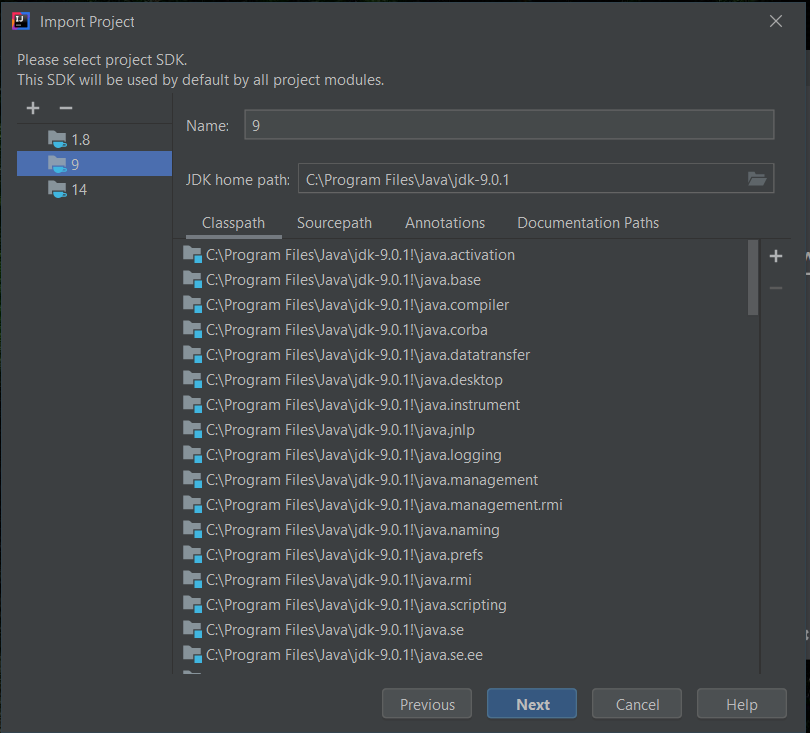 Import Project
Please select project SDK.
This SDK will be used by default by all project modules.
1.8
9
14
Name: 9
JDK home path: C:\Program Files\Java\jdk-9.0.1
Classpath Sourcepath Annotations Documentation Paths
C:\Program Files\Java\jdk-9.0.1!\java.activation
C:\Program Files\Java\jdk-9.0.1!\java.base
C:\Program Files\Java\jdk-9.0.1!\java.compiler
C:\Program Files\Java\jdk-9.0.1!\java.corba
C:\Program Files\Java\jdk-9.0.1!\java.datatransfer
C:\Program Files\Java\jdk-9.0.1!\java.desktop
C:\Program Files\Java\jdk-9.0.1!\java.instrument
C:\Program Files\Java\jdk-9.0.1!\java.jnlp
C:\Program Files\Java\jdk-9.0.1!\java.logging
C:\Program Files\Java\jdk-9.0.1!\java.management
C:\Program Files\Java\jdk-9.0.1!\java.management.rmi
C:\Program Files\Java\jdk-9.0.1!\java.naming
C:\Program Files\Java\jdk-9.0.1!\java.prefs
C:\Program Files\Java\jdk-9.0.1!\java.rmi
C:\Program Files\Java\jdk-9.0.1!\java.scripting
C:\Program Files\Java\jdk-9.0.1!\java.se
C:\Program Files\Java\jdk-9.0.1!\java.se.ee
Previous Next Cancel Help